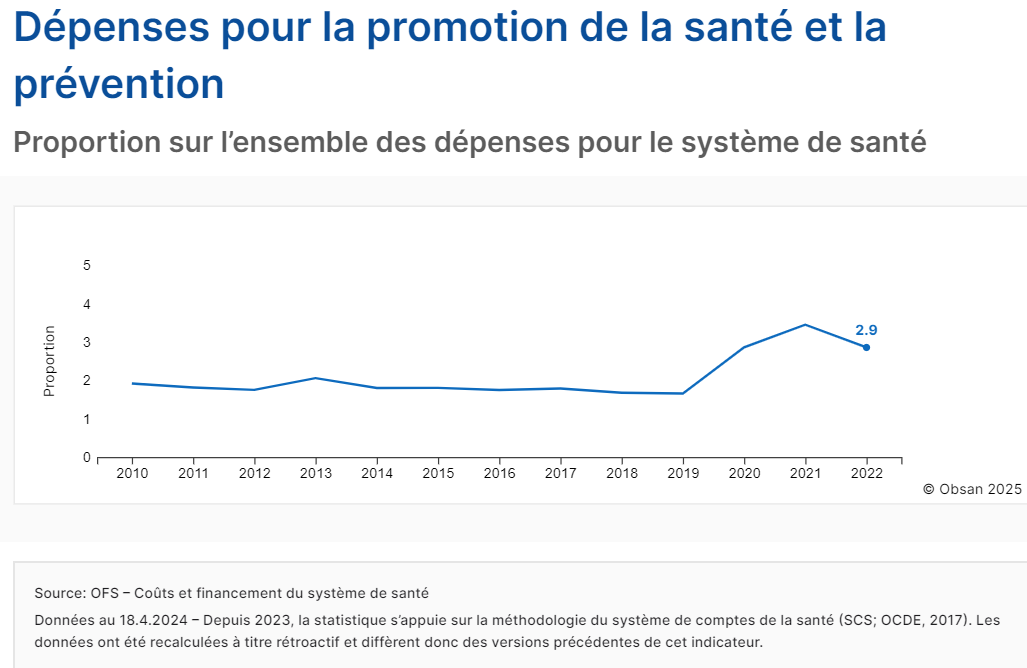 Dépenses pour la promotion de la santé et la
prévention
Proportion sur l’ensemble des dépenses pour le système de santé
5
4
3
2
1
0
Proportion
2.9
2010 2011 2012 2013 2014 2015 2016 2017 2018 2019 2020 2021 2022
© Obsan 2025
Source: OFS – Coûts et financement du système de santé
Données au 18.4.2024 – Depuis 2023, la statistique s’appuie sur la méthodologie du système de comptes de la santé (SCS; OCDE, 2017). Les
données ont été recalculées à titre rétroactif et diffèrent donc des versions précédentes de cet indicateur.